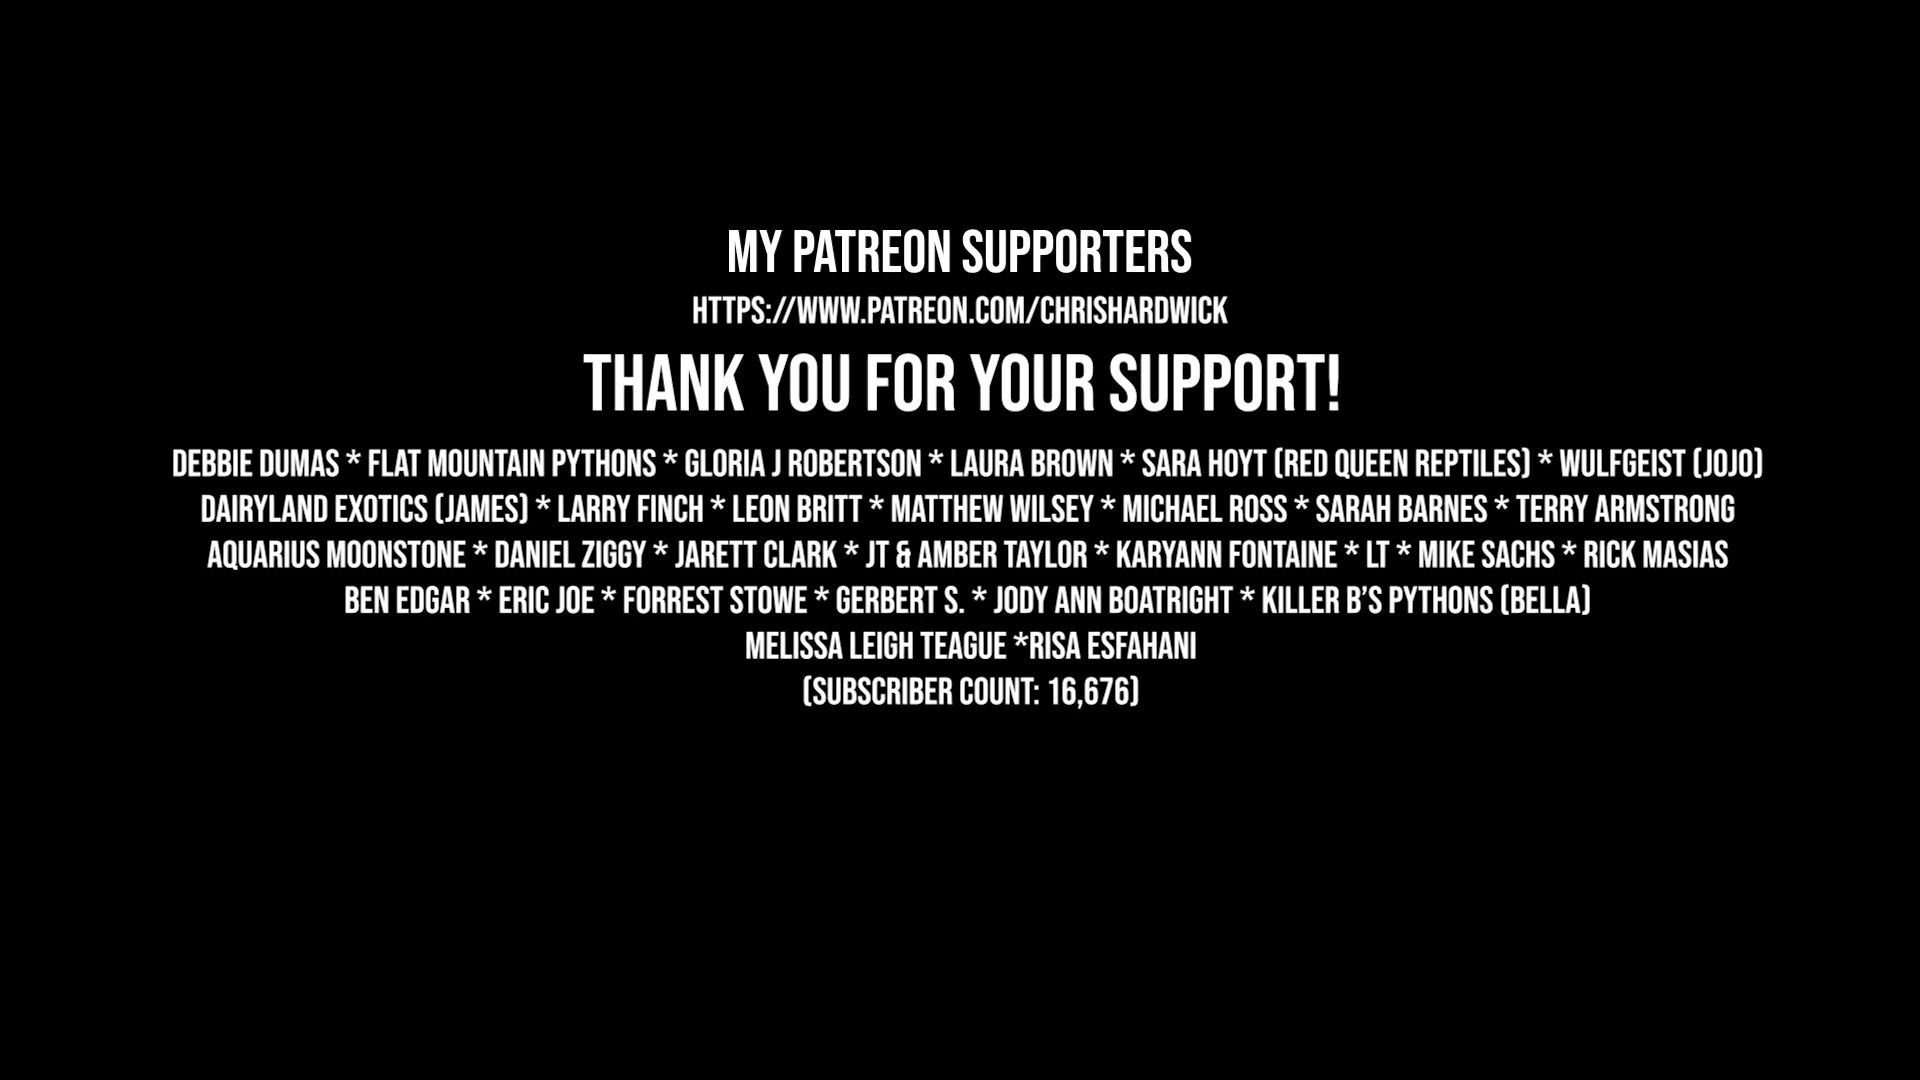 MY PATREON SUPPORTERS
HTTPS://WWW.PATREON.COM/CHRISHARDWICK
THANK YOU FOR YOUR SUPPORT!
DEBBIE DUMAS * FLAT MOUNTAIN PYTHONS * GLORIA J ROBERTSON * LAURA BROWN * SARA HOYT (RED QUEEN REPTILES) * WULFGEIST (JOJO)
DAIRYLAND EXOTICS (JAMES) * LARRY FINCH * LEON BRITT * MATTHEW WILSEY * MICHAEL ROSS * SARAH BARNES * TERRY ARMSTRONG
AQUARIUS MOONSTONE * DANIEL ZIGGY * JARETT CLARK * JT & AMBER TAYLOR * KARYANN FONTAINE * LT * MIKE SACHS * RICK MASIAS
BEN EDGAR * ERIC JOE * FORREST STOWE * GERBERT S. * JODY ANN BOATRIGHT * KILLER B’S PYTHONS (BELLA)
MELISSA LEIGH TEAGUE *RISA ESFAHANI
(SUBSCRIBER COUNT: 16,676)